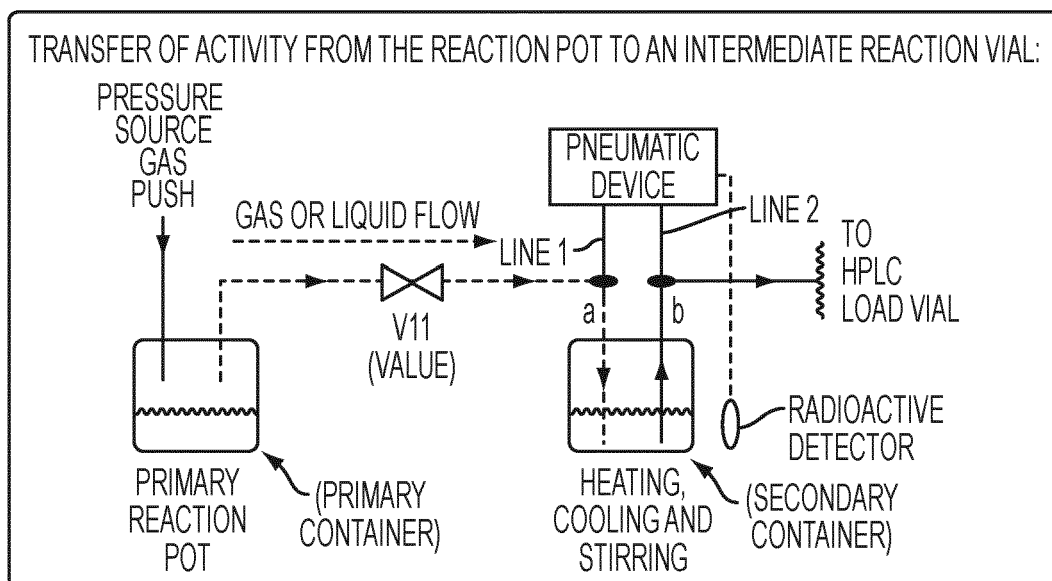 TRANSFER OF ACTIVITY FROM THE REACTION POT TO AN INTERMEDIATE REACTION VIAL:
PRESSURE
SOURCE
GAS
PUSH
GAS OR LIQUID FLOW
V11
(VALUE)
PNEUMATIC
DEVICE
LINE 1
LINE 2
a
b
TO
HPLC
LOAD VIAL
RADIOACTIVE
DETECTOR
PRIMARY
REACTION
POT
(PRIMARY
CONTAINER)
HEATING,
COOLING AND
STIRRING
(SECONDARY
CONTAINER)